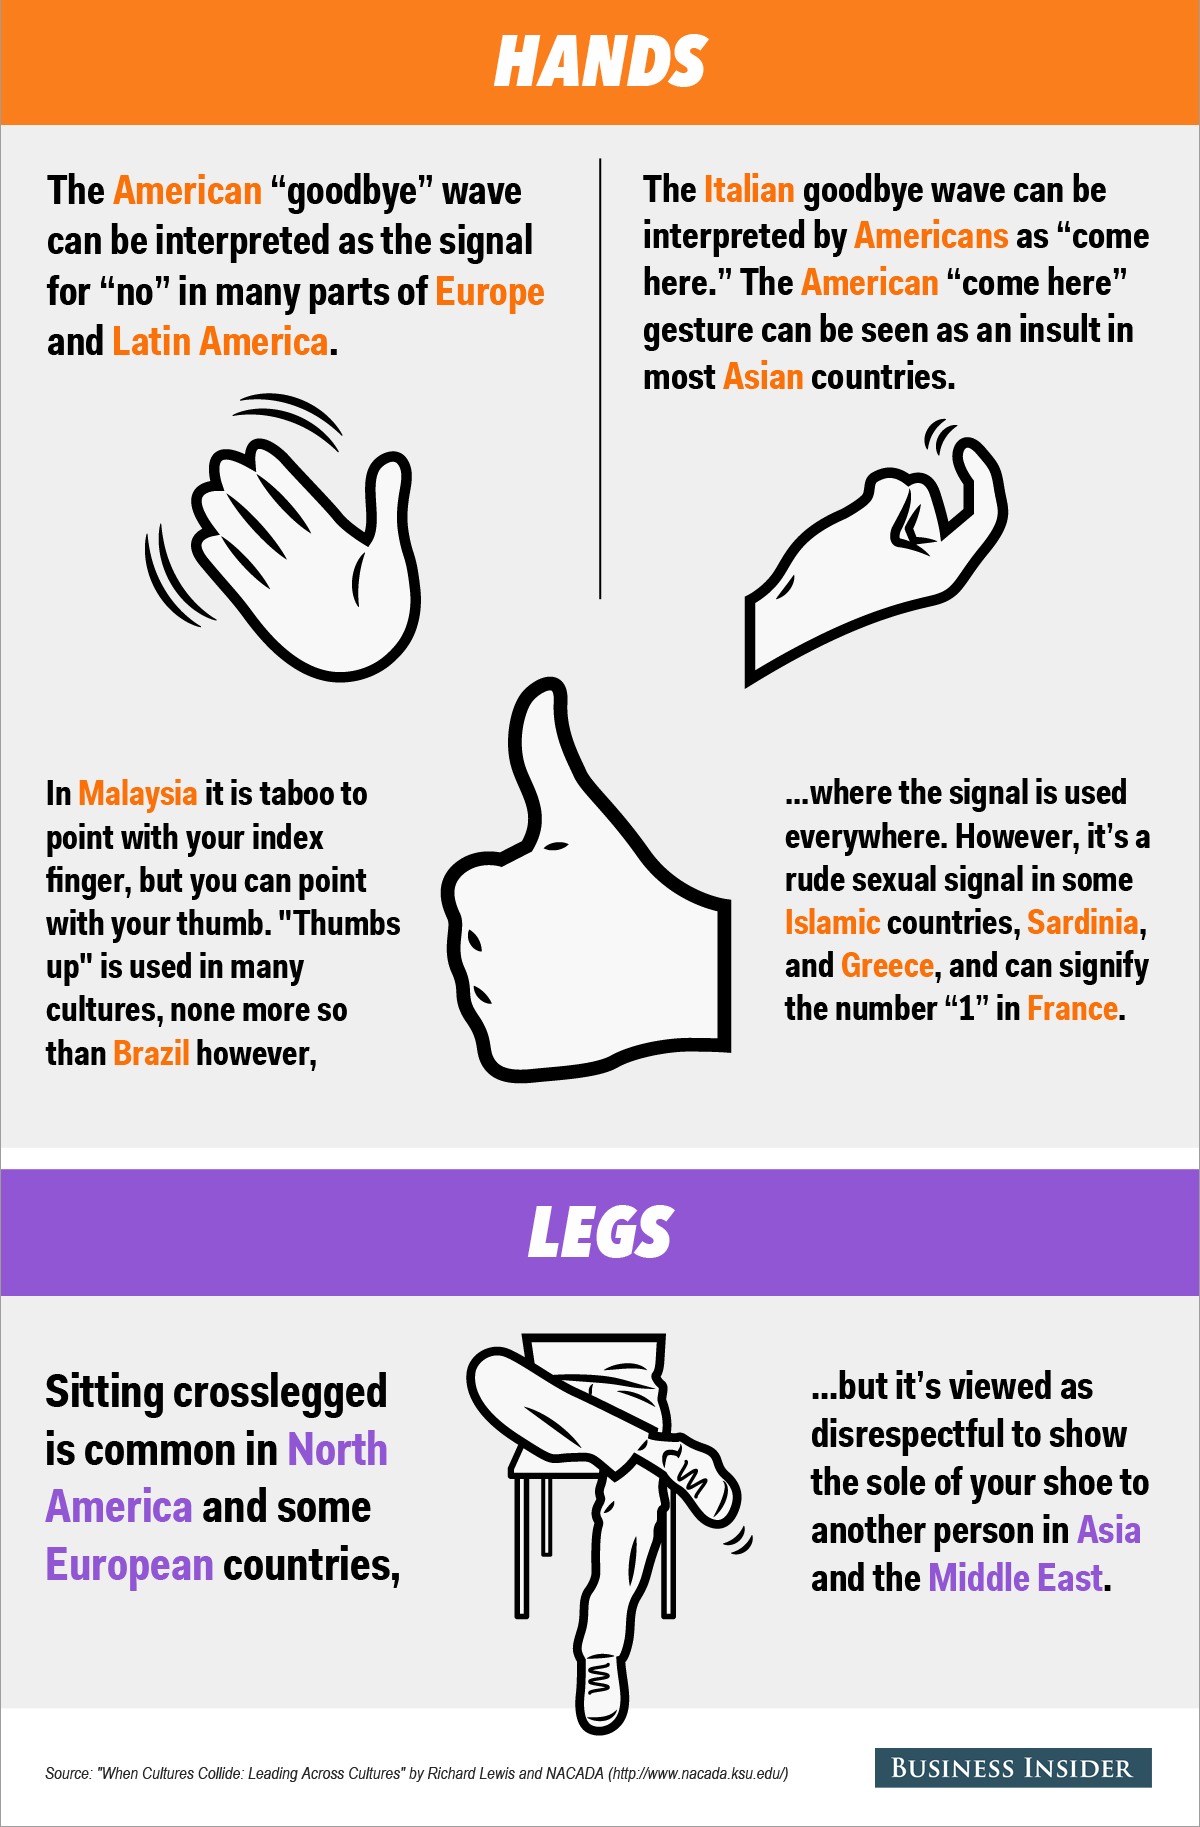 HANDS
The American “goodbye” wave
can be interpreted as the signal
for “no” in many parts of Europe
and Latin America.
The Italian goodbye wave can be
interpreted by Americans as “come
here.” The American “come here”
gesture can be seen as an insult in
most Asian countries.
In Malaysia it is taboo to
point with your index
finger, but you can point
with your thumb. "Thumbs
up" is used in many
cultures, none more so
than Brazil however,
...where the signal is used
everywhere. However, it’s a
rude sexual signal in some
Islamic countries, Sardinia,
and Greece, and can signify
the number “1” in France.
LEGS
Sitting crosslegged
is common in North
America and some
European countries,
...but it’s viewed as
disrespectful to show
the sole of your shoe to
another person in Asia
and the Middle East.
Source: "When Cultures Collide: Leading Across Cultures" by Richard Lewis and NACADA (http://www.nacada.ksu.edu/)
BUSINESS INSIDER